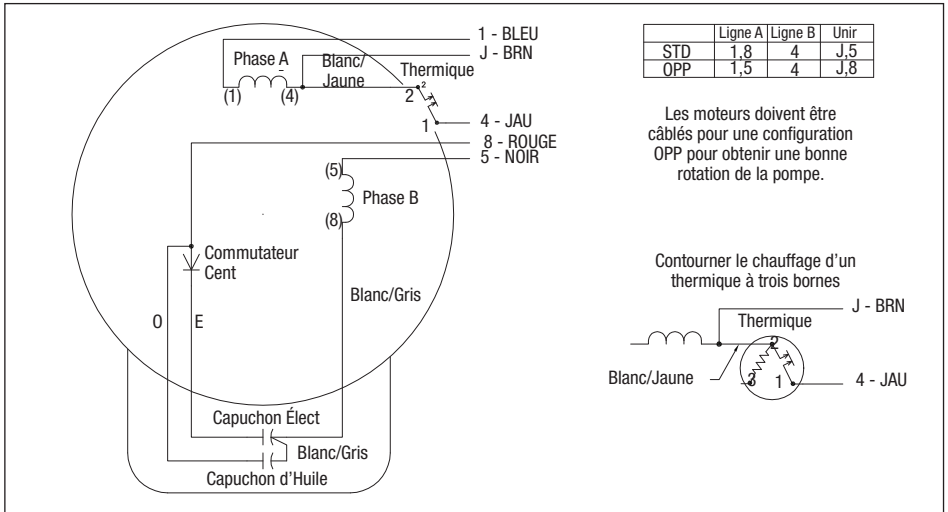 1 - BLEU
J - BRN
Phase A
Blanc/
Jaune
Thermique
(1)
(4)
2
2
1
4 - JAU
8 - ROUGE
5 - NOIR
(5)
Phase B
(8)
Commutateur
Cent
Blanc/Gris
O
E
Capuchon Élect
Blanc/Gris
Capuchon d'Huile
Ligne A Ligne B Unir
STD 1,8 4 J,5
OPP 1,5 4 J,8
Les moteurs doivent être
câblés pour une configuration
OPP pour obtenir une bonne
rotation de la pompe.
Contourner le chauffage d'un
thermique à trois bornes
J - BRN
Thermique
2
Blanc/Jaune
3
1
4 - JAU